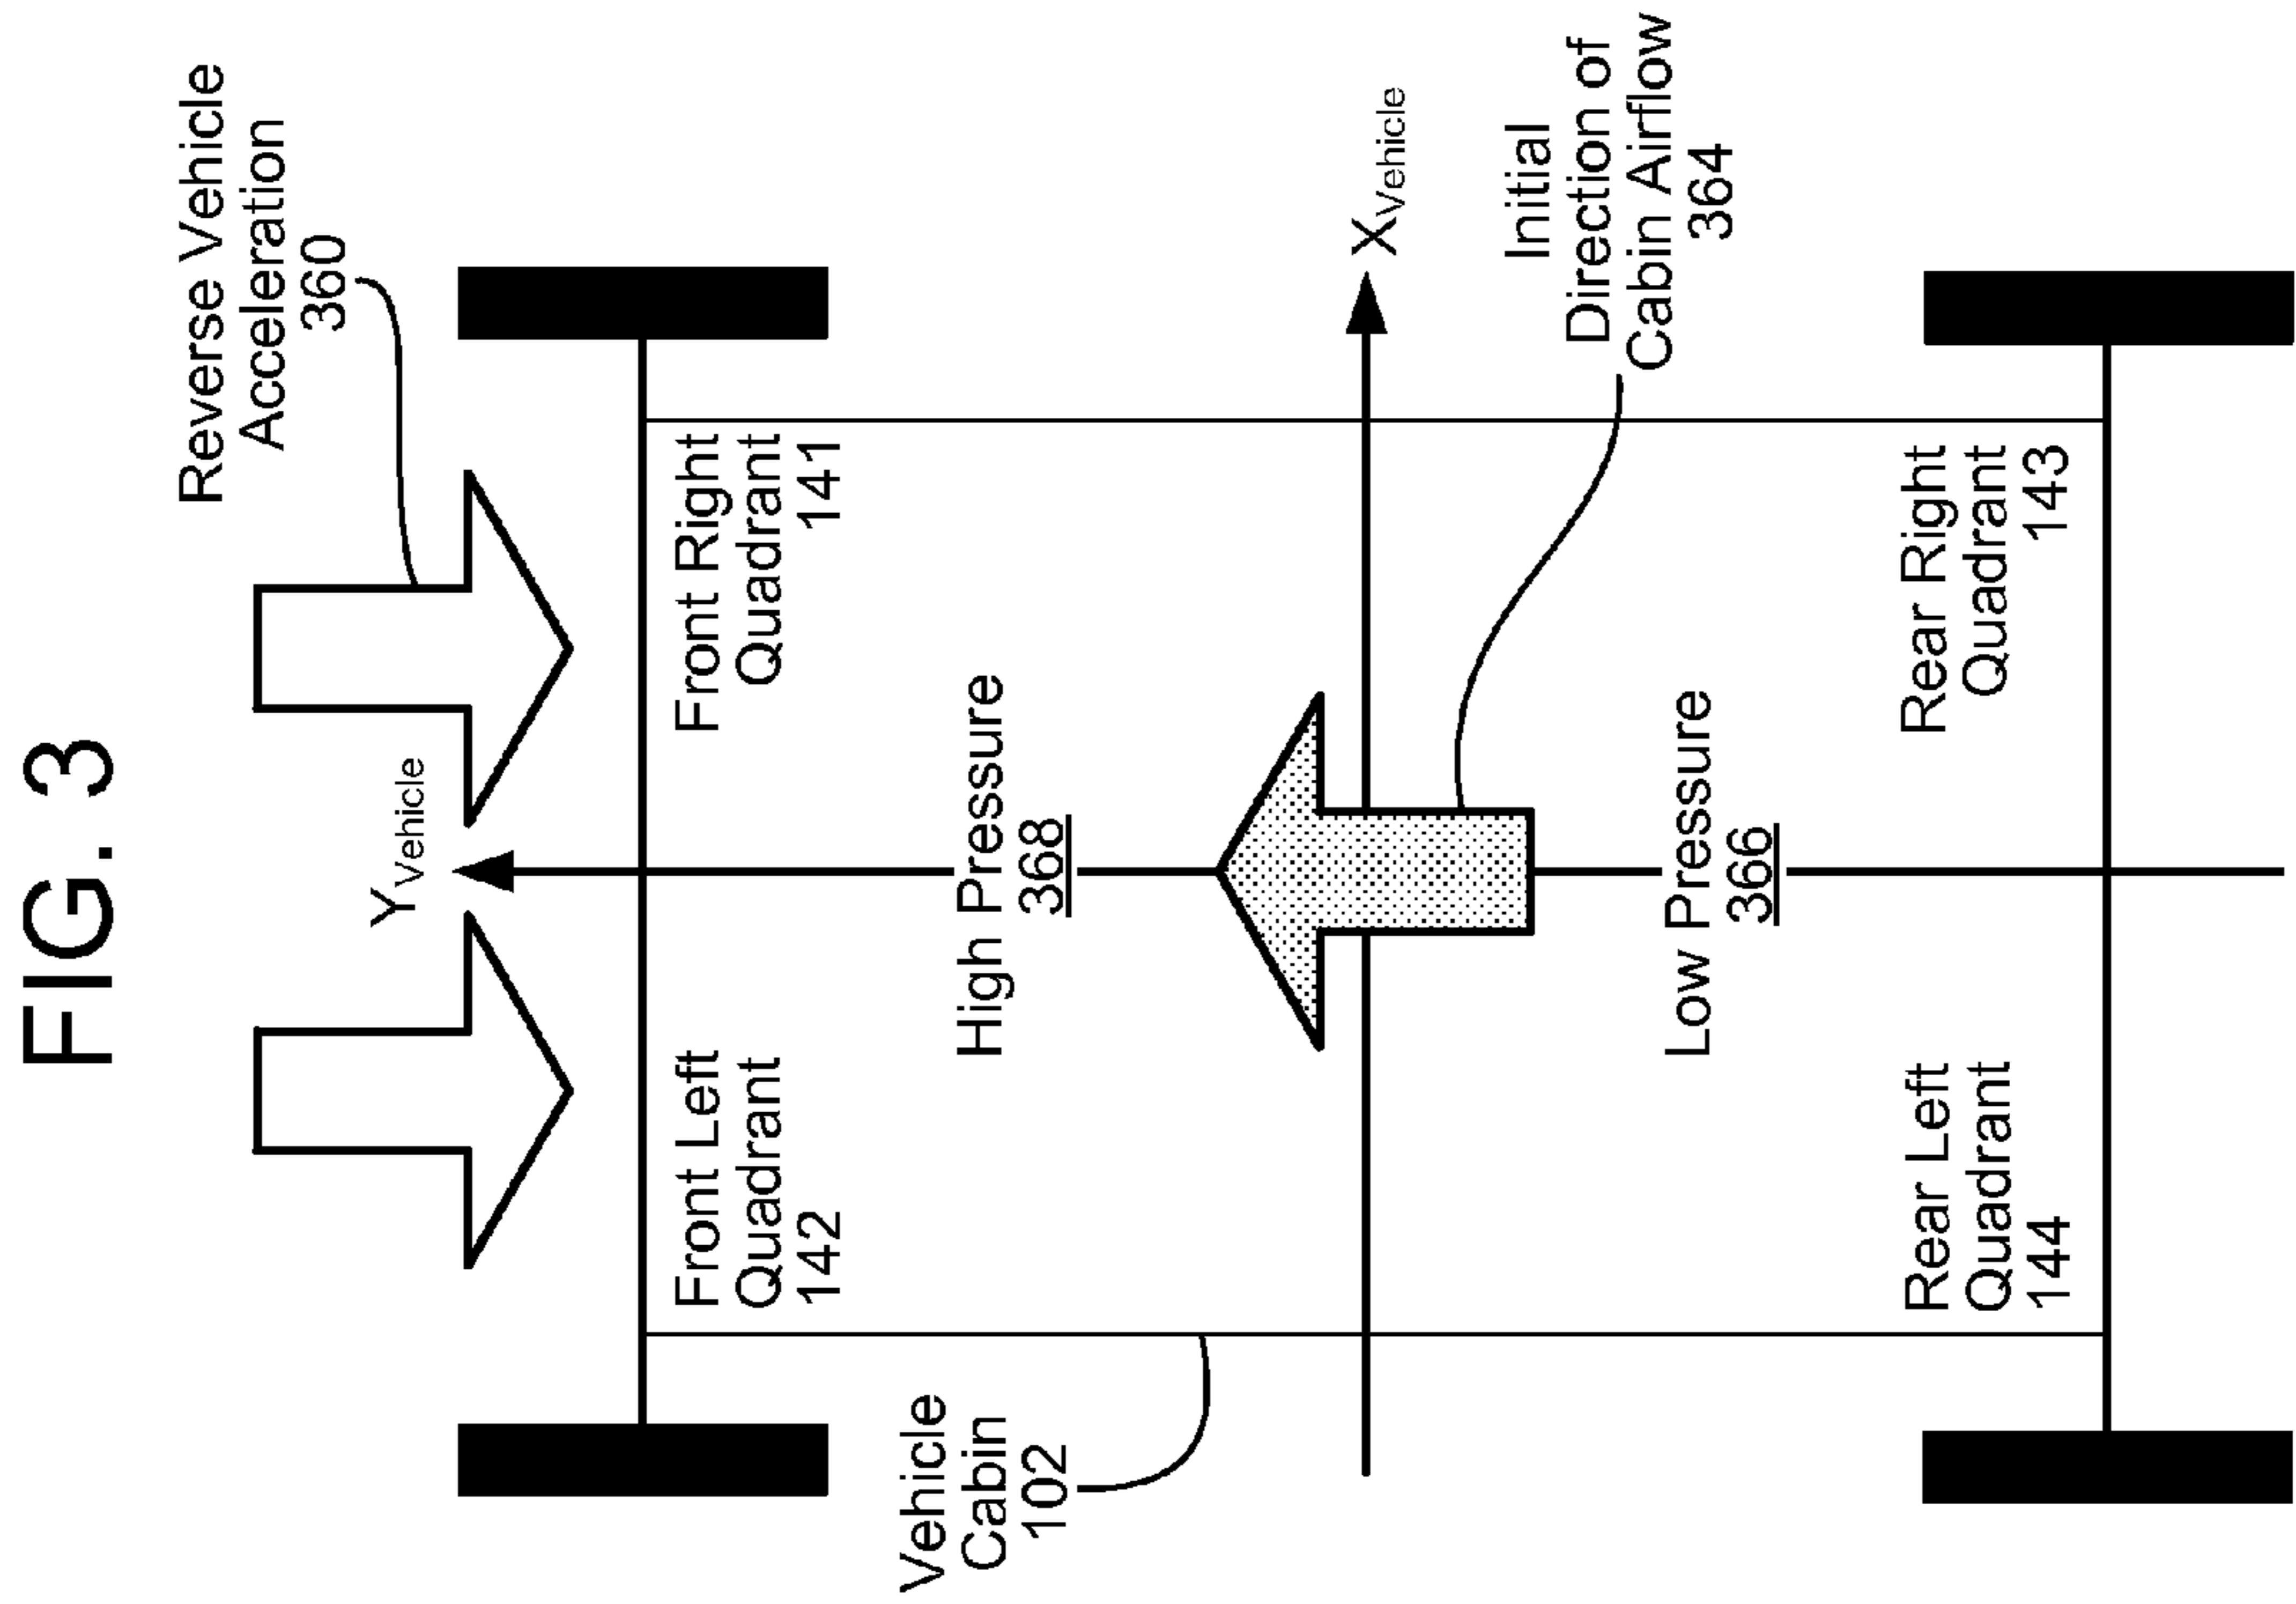 FIG. 3
Reverse Vehicle
Acceleration
360
YVehicle
Front Left
Quadrant
142
Front Right
Quadrant
141
Vehicle
Cabin
102
High Pressure
368
XVehicle
Initial
Direction of
Cabin Airflow
364
Low Pressure
366
Rear Left
Quadrant
144
Rear Right
Quadrant
143